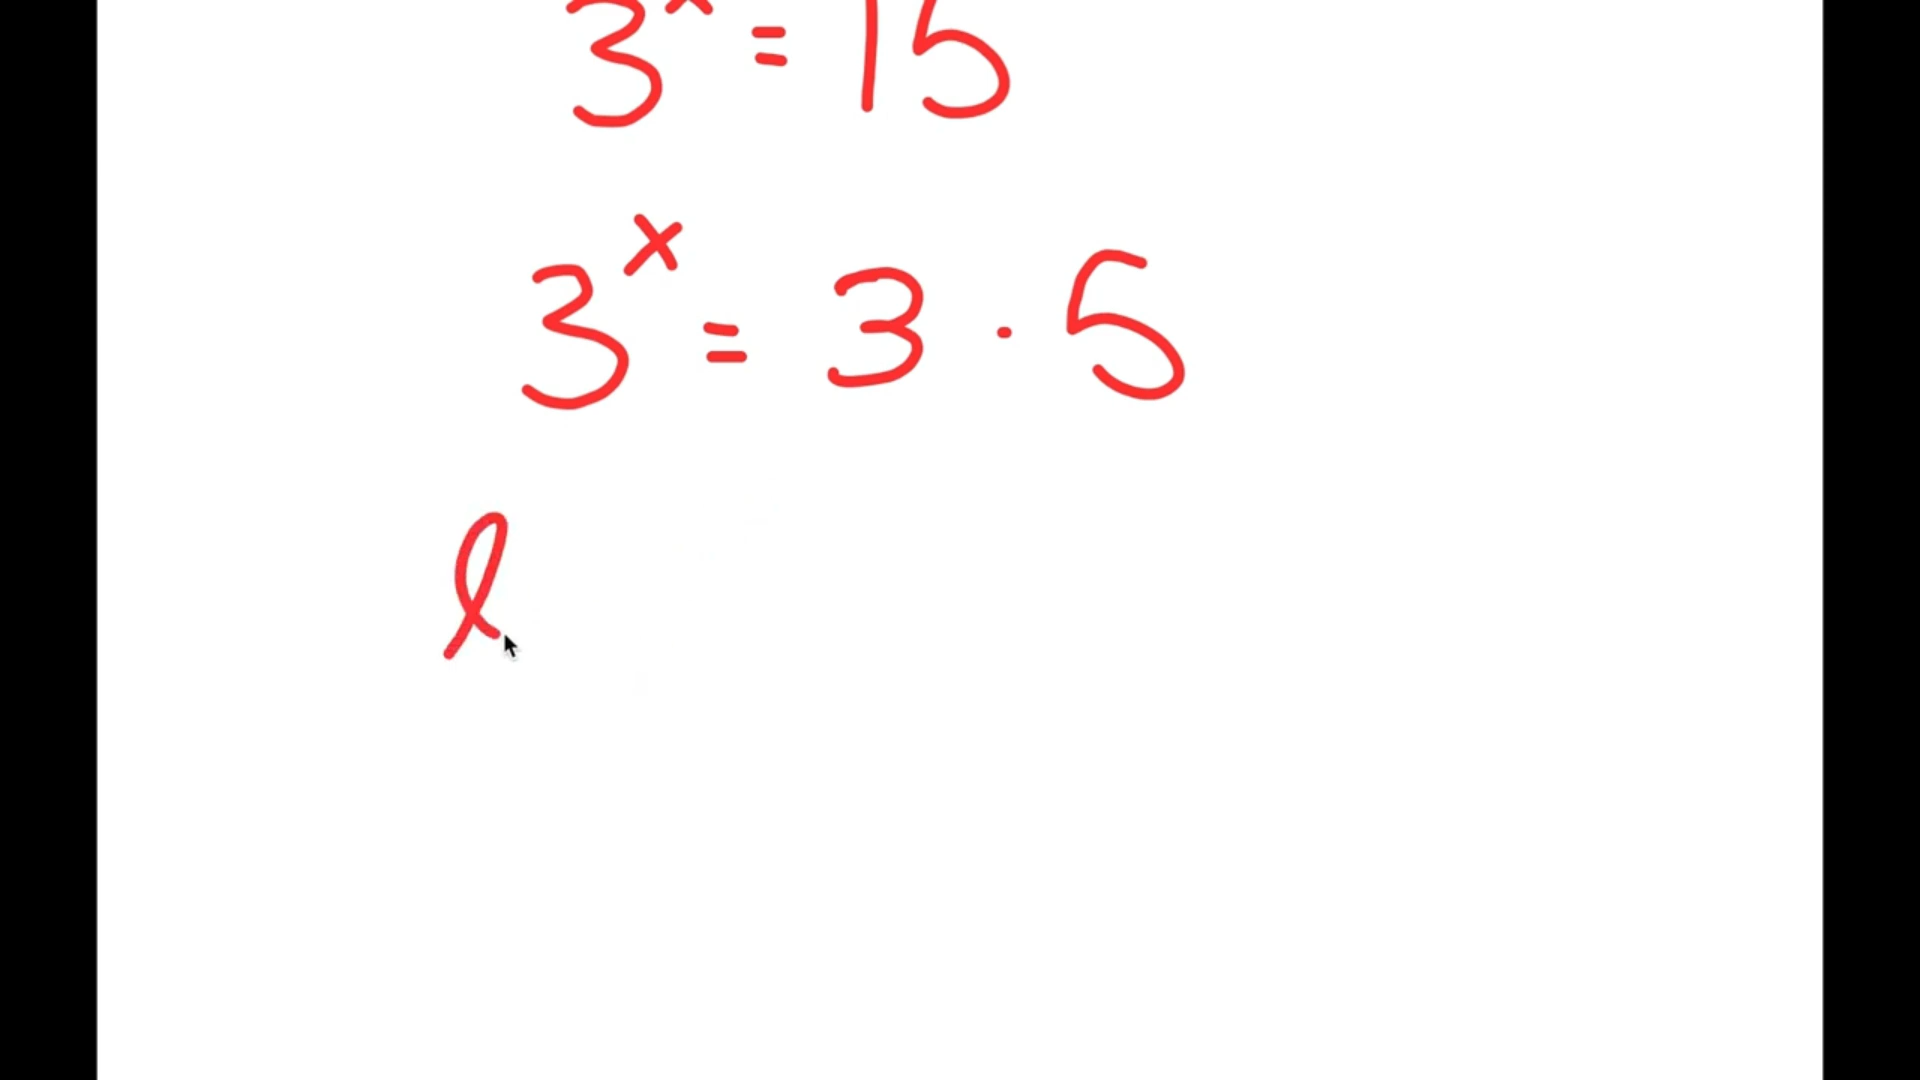 3^x = 15
3^x = 3 · 5
l